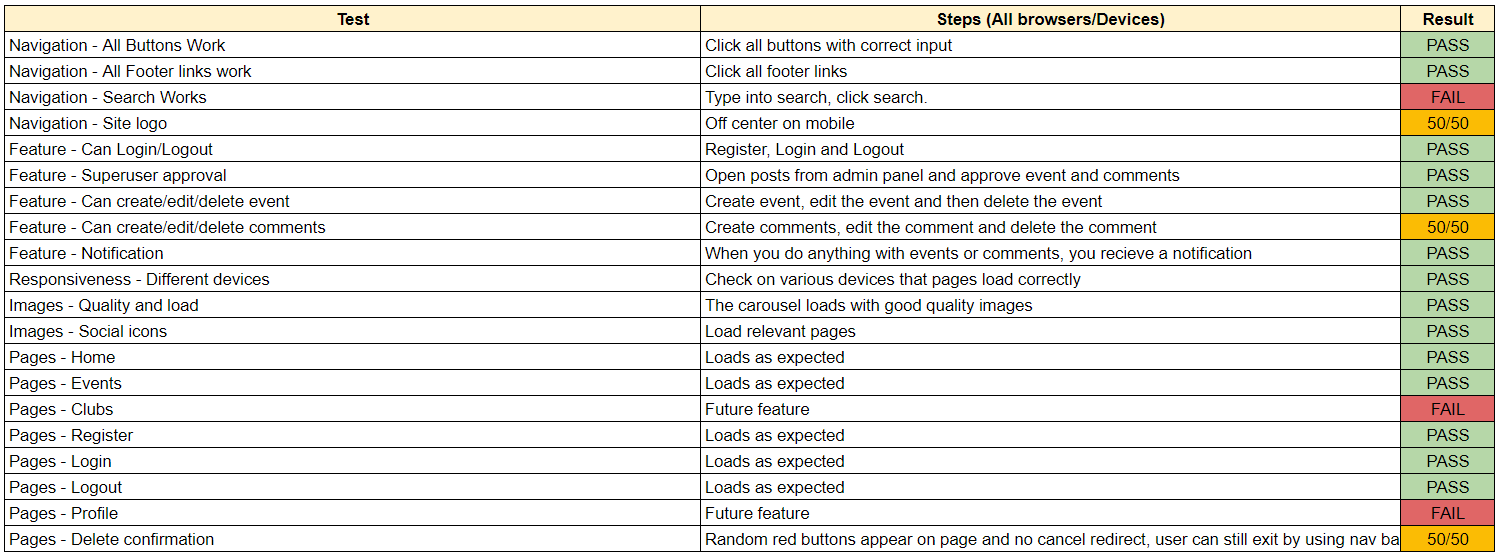 Test Steps (All browsers/Devices) Result
Navigation - All Buttons Work Click all buttons with correct input PASS
Navigation - All Footer links work Click all footer links PASS
Navigation - Search Works Type into search, click search. FAIL
Navigation - Site logo Off center on mobile 50/50
Feature - Can Login/Logout Register, Login and Logout PASS
Feature - Superuser approval Open posts from admin panel and approve event and comments PASS
Feature - Can create/edit/delete event Create event, edit the event and then delete the event PASS
Feature - Can create/edit/delete comments Create comments, edit the comment and delete the comment 50/50
Feature - Notification When you do anything with events or comments, you recieve a notification PASS
Responsiveness - Different devices Check on various devices that pages load correctly PASS
Images - Quality and load The carousel loads with good quality images PASS
Images - Social icons Load relevant pages PASS
Pages - Home Loads as expected PASS
Pages - Events Loads as expected PASS
Pages - Clubs Future feature FAIL
Pages - Register Loads as expected PASS
Pages - Login Loads as expected PASS
Pages - Logout Loads as expected PASS
Pages - Profile Future feature FAIL
Pages - Delete confirmation Random red buttons appear on page and no cancel redirect, user can still exit by using nav ba 50/50